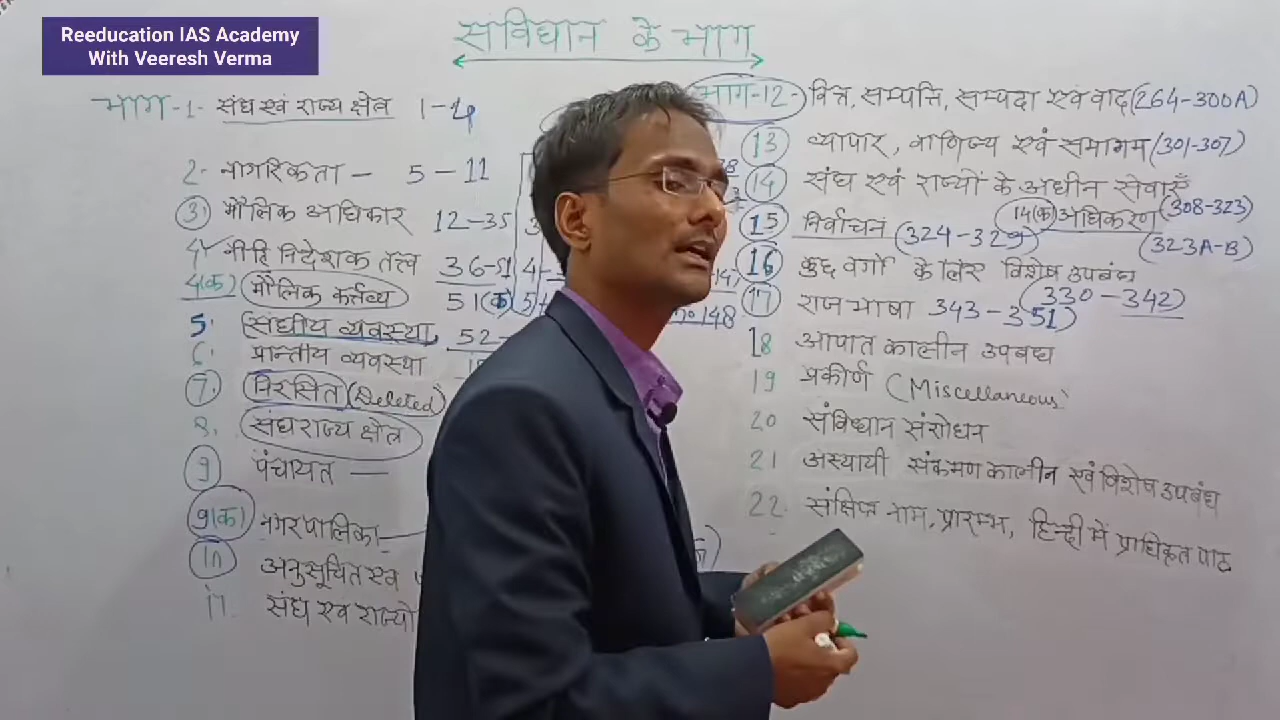 Reeducation IAS Academy
With Veeresh Verma
संविधान के भाग
भाग-1- संघ एवं राज्य क्षेत्र 1-4
2- नागरिकता - 5-11
3 मौलिक अधिकार 12-35
4 नीति निदेशक तत्त्व 36-51
4(क) मौलिक कर्तव्य 51(क)
5 संघीय व्यवस्था 52-
6 प्रान्तीय व्यवस्था
7 निरसित (Deleted)
8. संघ राज्य क्षेत्र
9 पंचायत -
9(क) नगरपालिका -
10 अनुसूचित एवं
11. संघ एवं राज्यो
भाग-12- वित्त, सम्पत्ति, सम्पदा एवं वाद (264-300A)
13 व्यापार, वाणिज्य एवं समागम (301-307)
14 संघ एवं राज्यों के अधीन सेवाएँ (308-323)
14(क) अधिकरण (323A-B)
15 निर्वाचन (324-329)
16 कुछ वर्गो के लिए विशेष उपबंध (330-342)
17 राजभाषा 343-351)
18 आपातकालीन उपबंध
19 प्रकीर्ण (Miscellaneous)
20 संविधान संशोधन
21 अस्थायी संक्रमणकालीन एवं विशेष उपबंध
22. संक्षिप्त नाम, प्रारम्भ, हिन्दी में प्राधिकृत पाठ